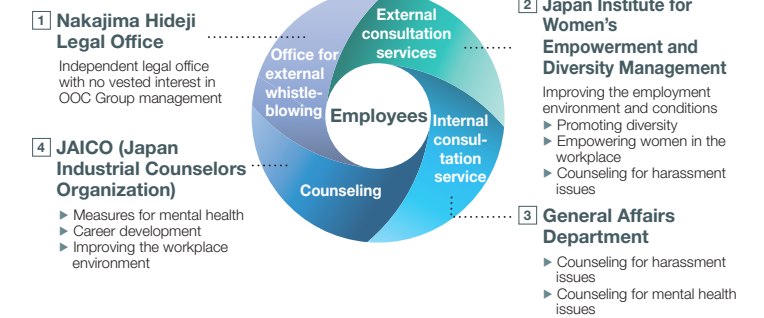 1 Nakajima Hideji
Legal Office
Independent legal office
with no vested interest in
OOC Group management
4 JAICO (Japan
Industrial Counselors
Organization)
▶ Measures for mental health
▶ Career development
▶ Improving the workplace
environment
External
consultation
services
Office for
external
whistle-
blowing
Employees
Internal
consul-
tation
service
Counseling
2 Japan Institute for
Women’s
Empowerment and
Diversity Management
Improving the employment
environment and conditions
▶ Promoting diversity
▶ Empowering women in the
workplace
▶ Counseling for harassment
issues
3 General Affairs
Department
▶ Counseling for harassment
issues
▶ Counseling for mental health
issues